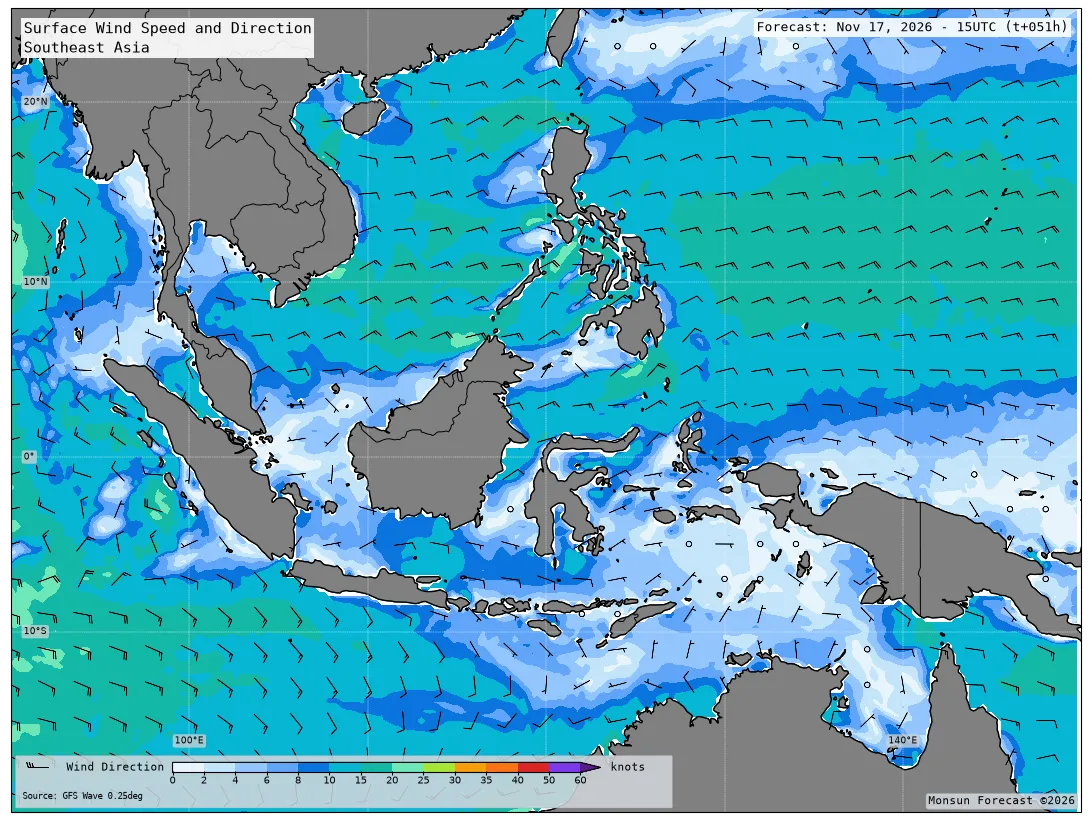 Surface Wind Speed and Direction
Southeast Asia
Forecast: Nov 17, 2026 - 15UTC (t+051h)
20°N
10°N
0°
10°S
100°E
140°E
Wind Direction
0 2 4 6 8 10 15 20 25 30 35 40 50 60 knots
Source: GFS Wave 0.25deg
Monsun Forecast ©2026